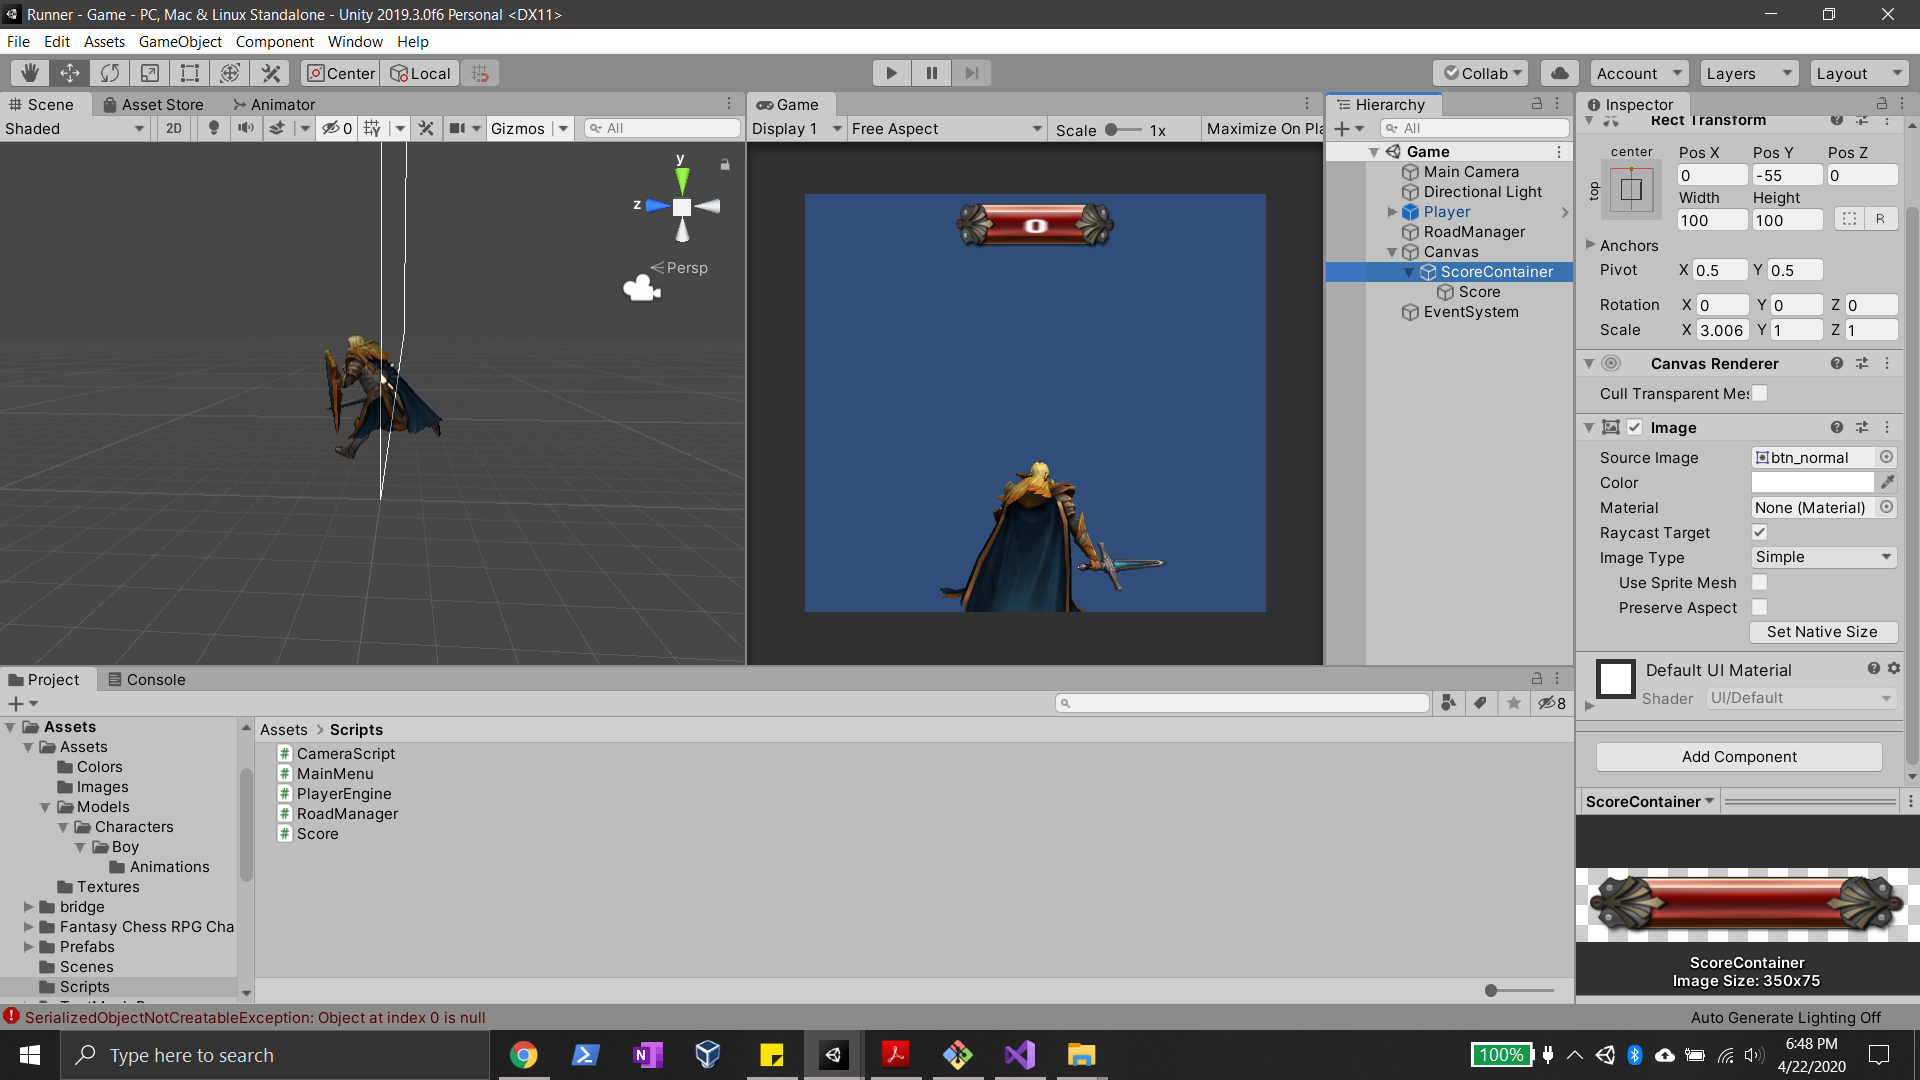 Runner - Game - PC, Mac & Linux Standalone - Unity 2019.3.0f6 Personal <DX11>
File Edit Assets GameObject Component Window Help
Center Local Collab Account Layers Layout
Scene Asset Store Animator
Shaded 2D 0 Gizmos All
y
z
Persp
Game
Display 1 Free Aspect Scale 1x Maximize On Pla
0
Hierarchy
All
Game
Main Camera
Directional Light
Player
RoadManager
Canvas
ScoreContainer
Score
EventSystem
Inspector
Rect Transform
center
top
Pos X Pos Y Pos Z
0 -55 0
Width Height
100 100 R
Anchors
Pivot X 0.5 Y 0.5
Rotation X 0 Y 0 Z 0
Scale X 3.006 Y 1 Z 1
Canvas Renderer
Cull Transparent Mes
Image
Source Image btn_normal
Color
Material None (Material)
Raycast Target
Image Type Simple
Use Sprite Mesh
Preserve Aspect
Set Native Size
Default UI Material
Shader UI/Default
Add Component
ScoreContainer
ScoreContainer
Image Size: 350x75
Project Console
8
Assets
Assets
Colors
Images
Models
Characters
Boy
Animations
Textures
bridge
Fantasy Chess RPG Cha
Prefabs
Scenes
Scripts
Assets > Scripts
CameraScript
MainMenu
PlayerEngine
RoadManager
Score
SerializedObjectNotCreatableException: Object at index 0 is null
Auto Generate Lighting Off
Type here to search
100%
6:48 PM
4/22/2020